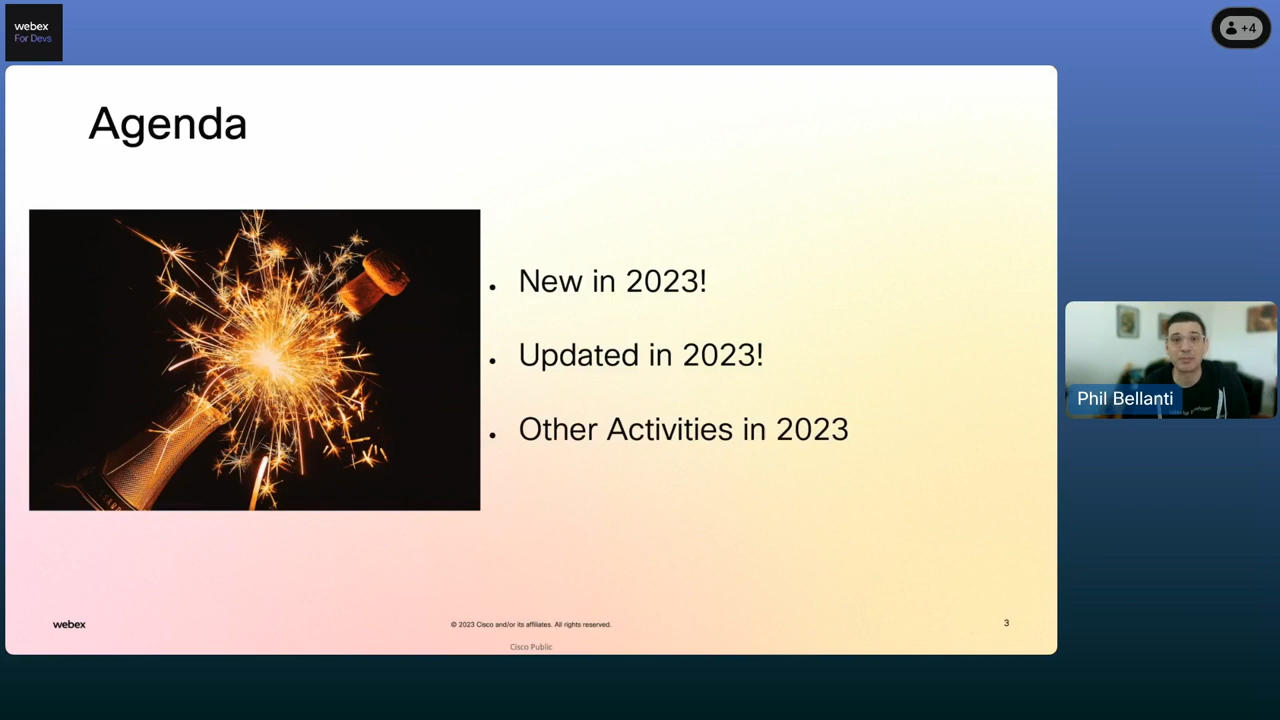 webex
For Devs
+4
Agenda
• New in 2023!
• Updated in 2023!
• Other Activities in 2023
Phil Bellanti
webex
© 2023 Cisco and/or its affiliates. All rights reserved.
3
Cisco Public